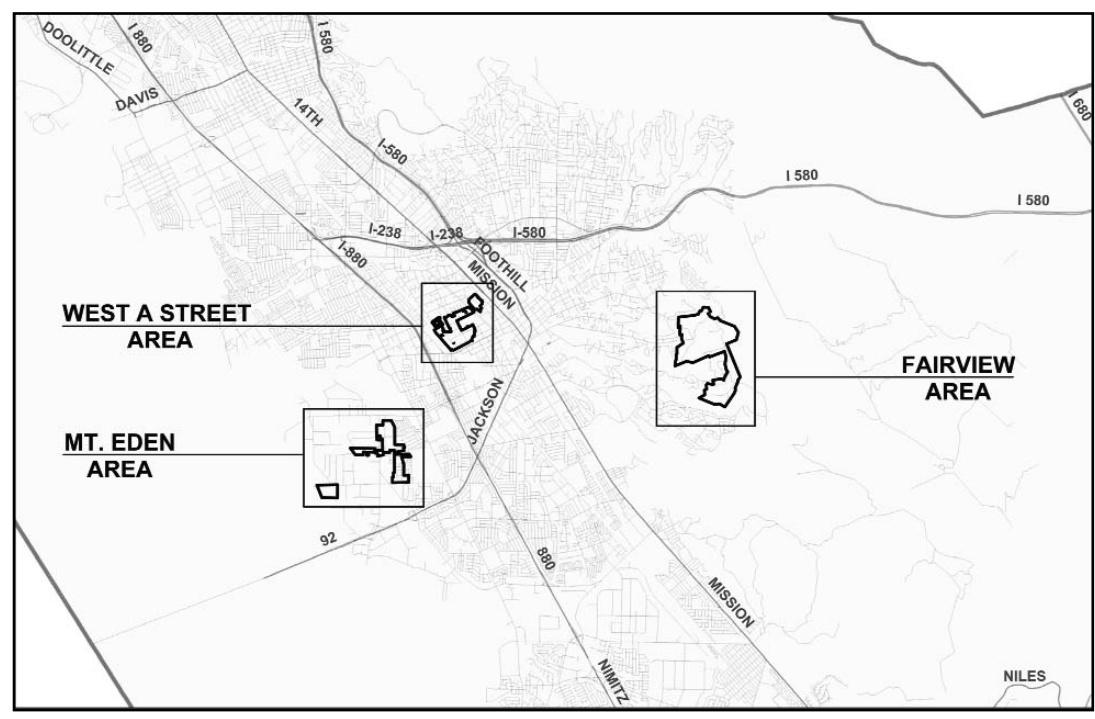 DOOLITTLE
I 880
I 580
DAVIS
14TH
I 680
I-580
I 580
I 580
I-238
I-238
I-580
I-880
FOOTHILL
MISSION
WEST A STREET
AREA
FAIRVIEW
AREA
JACKSON
MT. EDEN
AREA
92
880
MISSION
NIMITZ
NILES